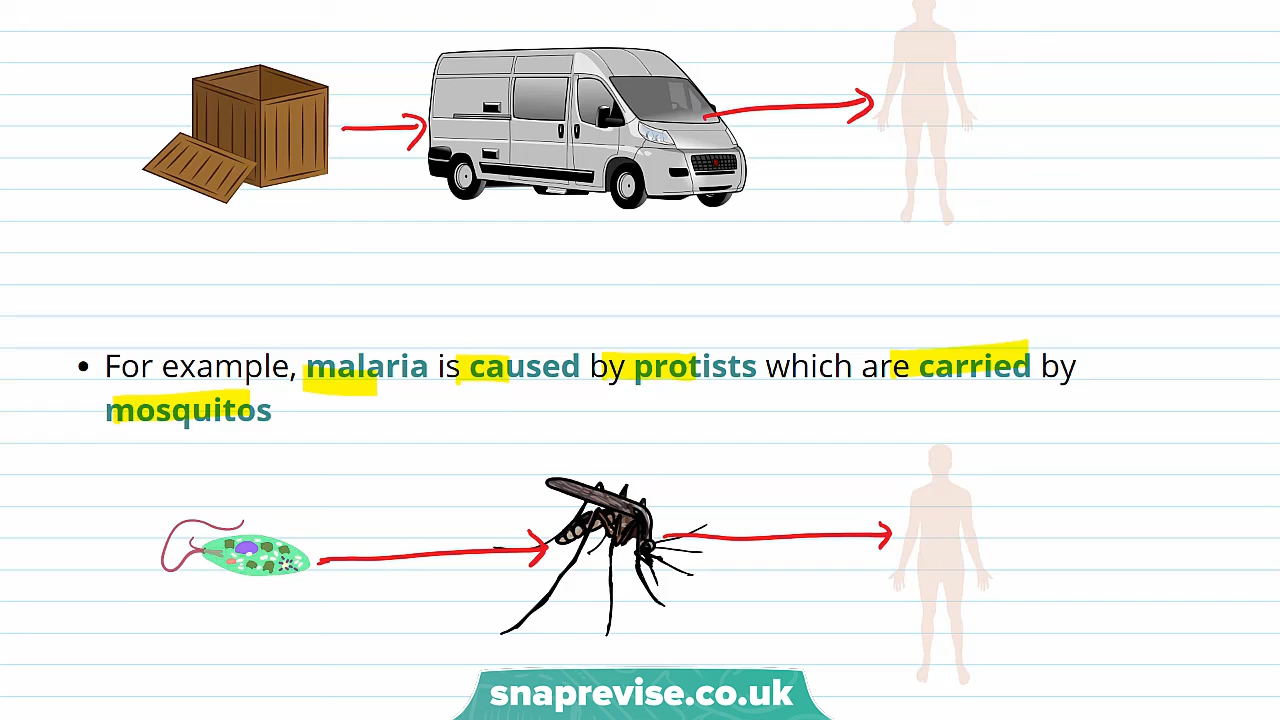 • For example, malaria is caused by protists which are carried by
mosquitos
snaprevise.co.uk